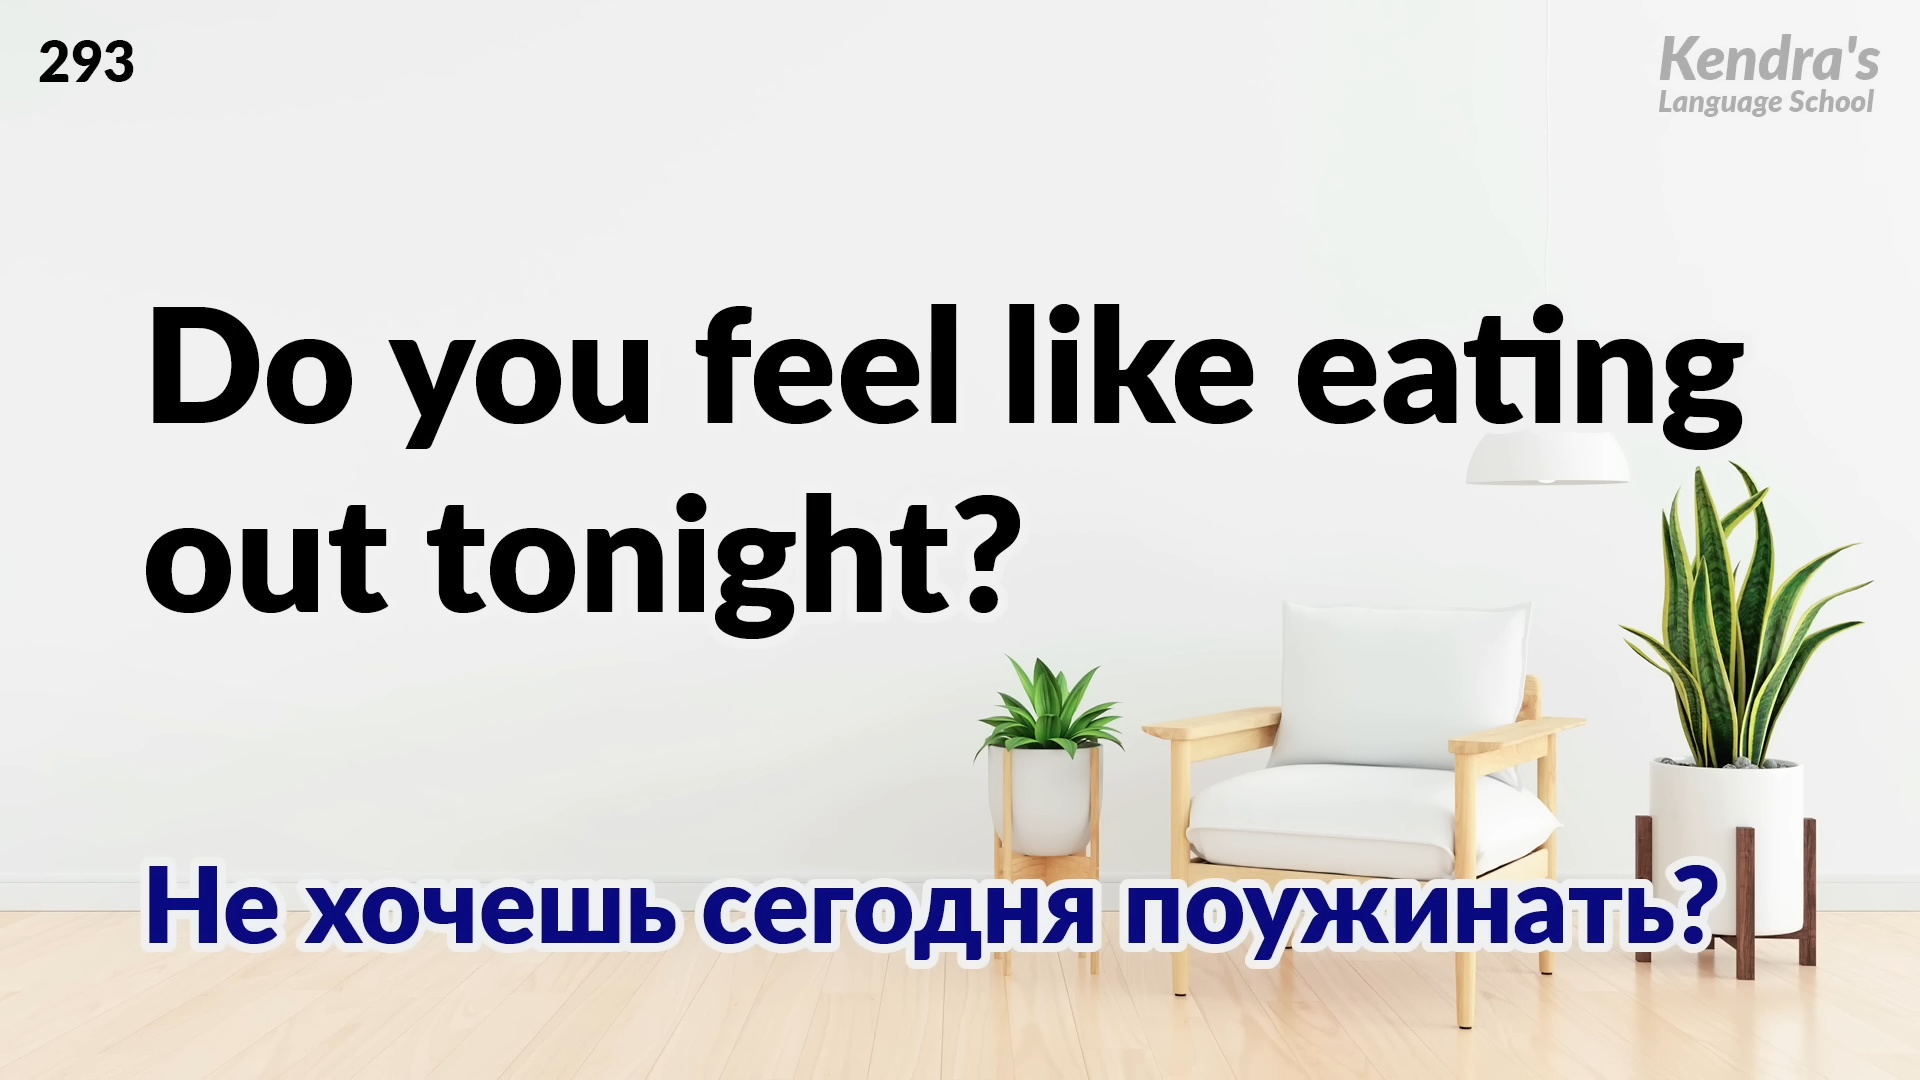 293
Kendra's
Language School
Do you feel like eating
out tonight?
Не хочешь сегодня поужинать?